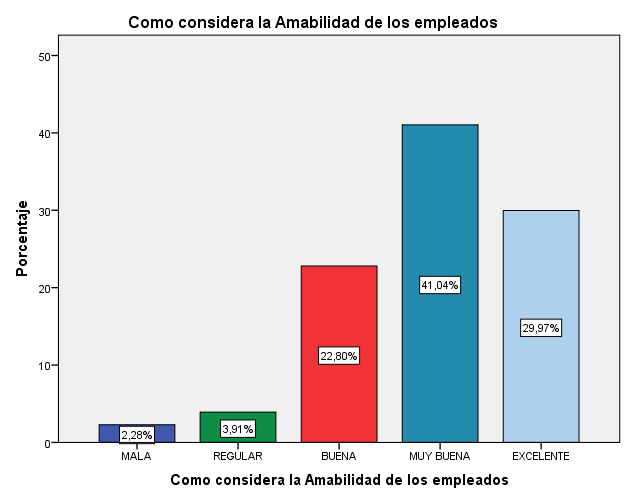 Como considera la Amabilidad de los empleados
50
40
30
20
10
0
Porcentaje
2,28%
3,91%
22,80%
41,04%
29,97%
MALA
REGULAR
BUENA
MUY BUENA
EXCELENTE
Como considera la Amabilidad de los empleados